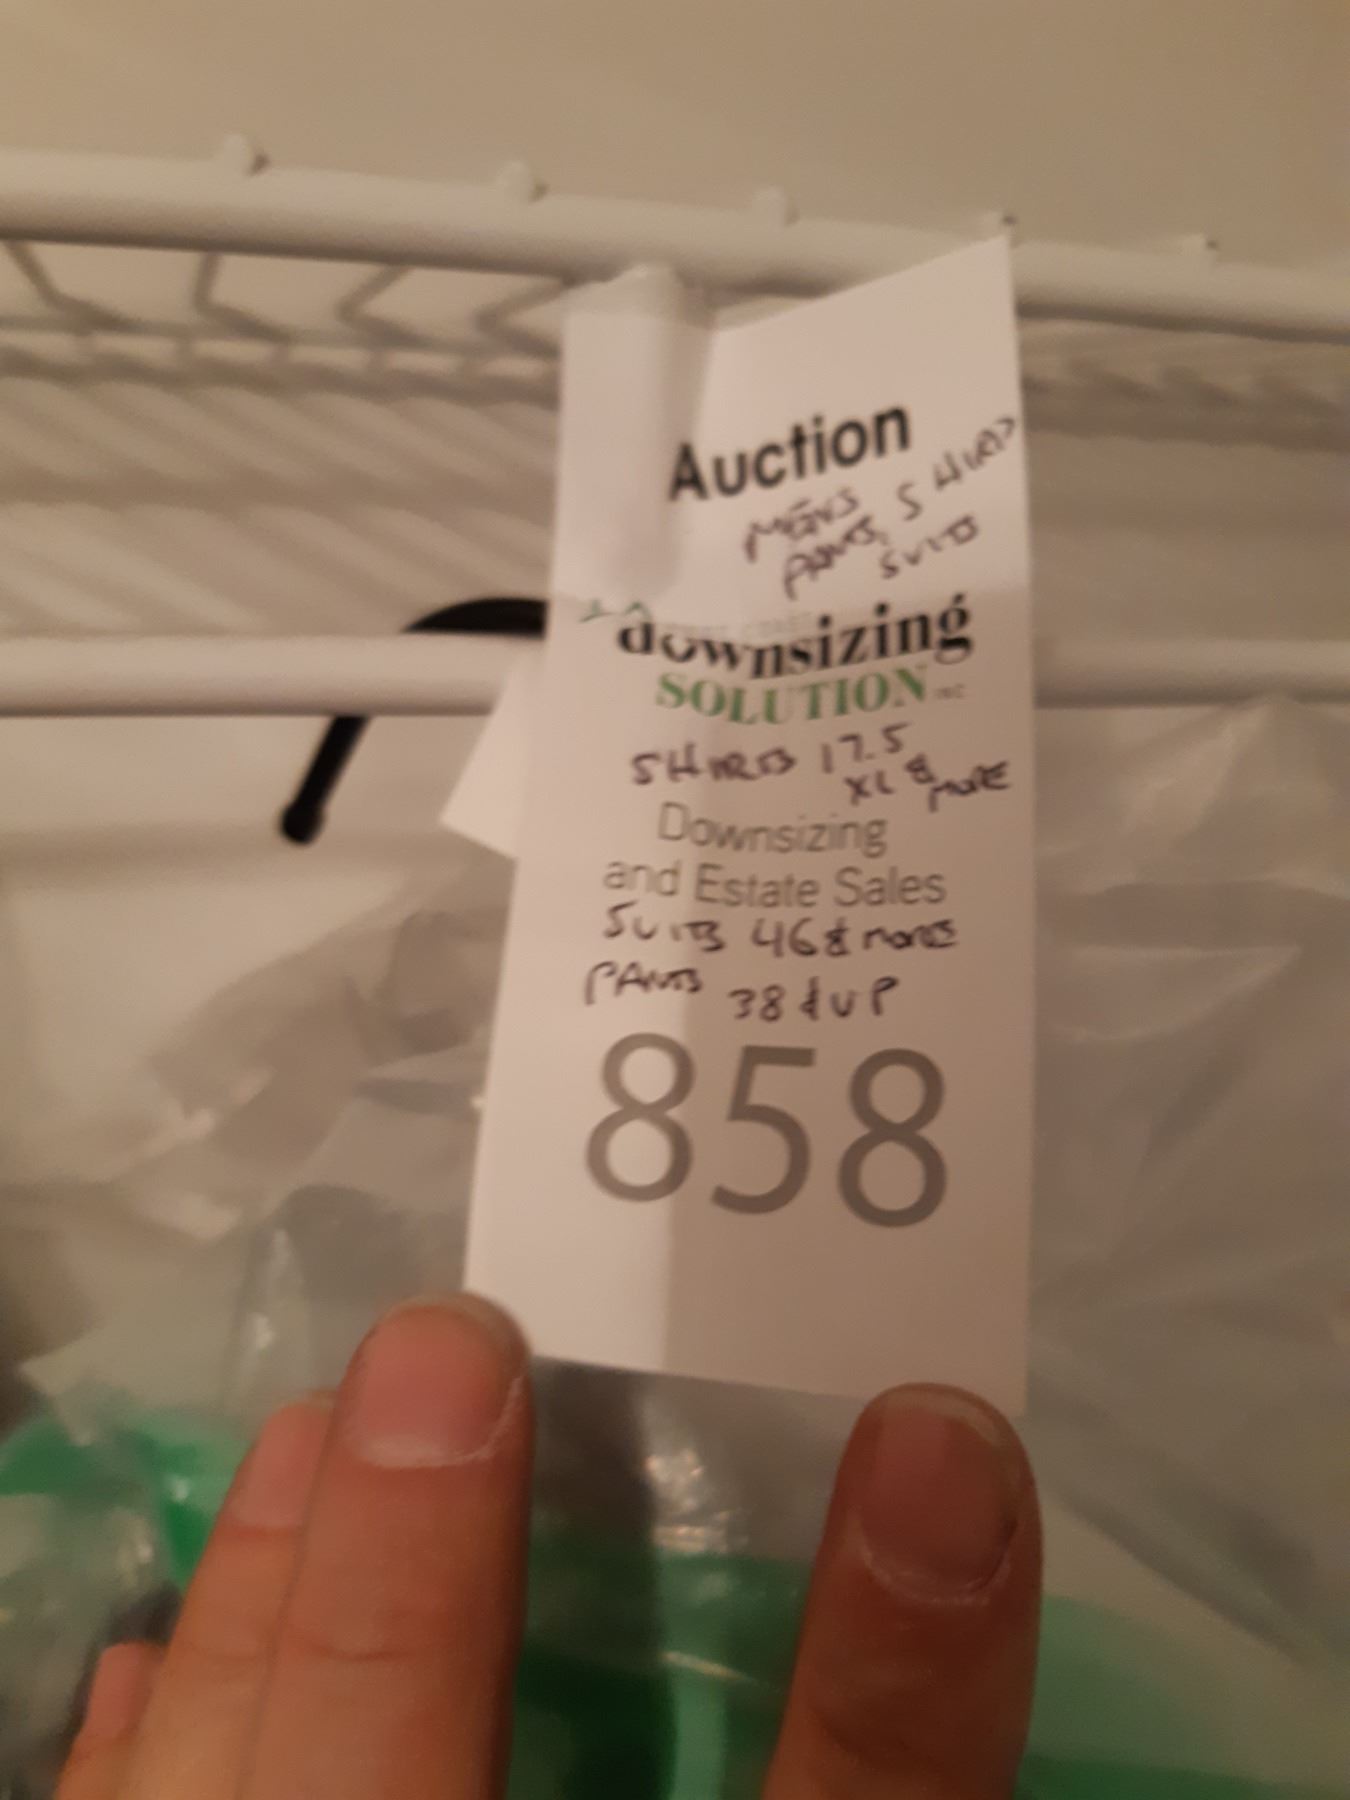 Auction
MENS
PANTS, SHIRTS
SUITS
downsizing
SOLUTION INC
SHIRTS 17.5
XL & MORE
Downsizing
and Estate Sales
SUITS 46 & MORE
PANTS 38 & UP
858